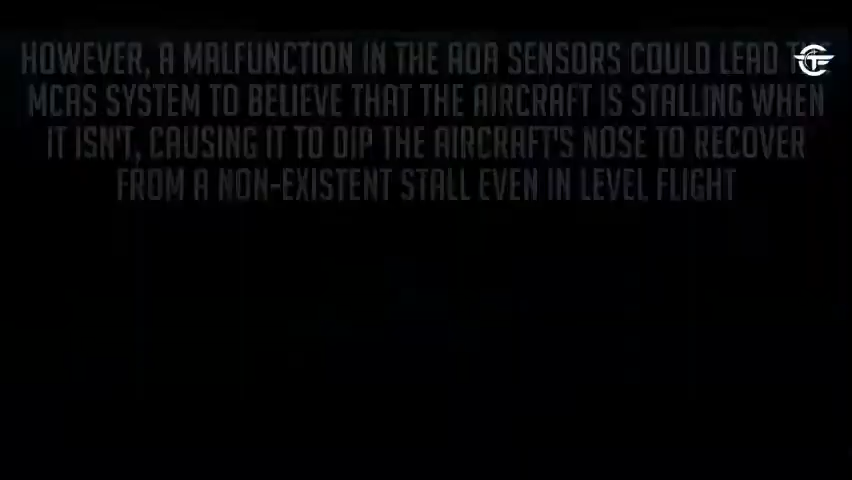 HOWEVER, A MALFUNCTION IN THE AOA SENSORS COULD LEAD THE
MCAS SYSTEM TO BELIEVE THAT THE AIRCRAFT IS STALLING WHEN
IT ISN'T, CAUSING IT TO DIP THE AIRCRAFT'S NOSE TO RECOVER
FROM A NON-EXISTENT STALL EVEN IN LEVEL FLIGHT